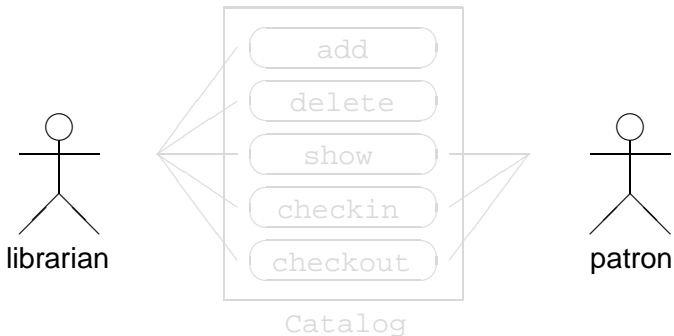 add
delete
show
checkin
checkout
librarian
patron
Catalog